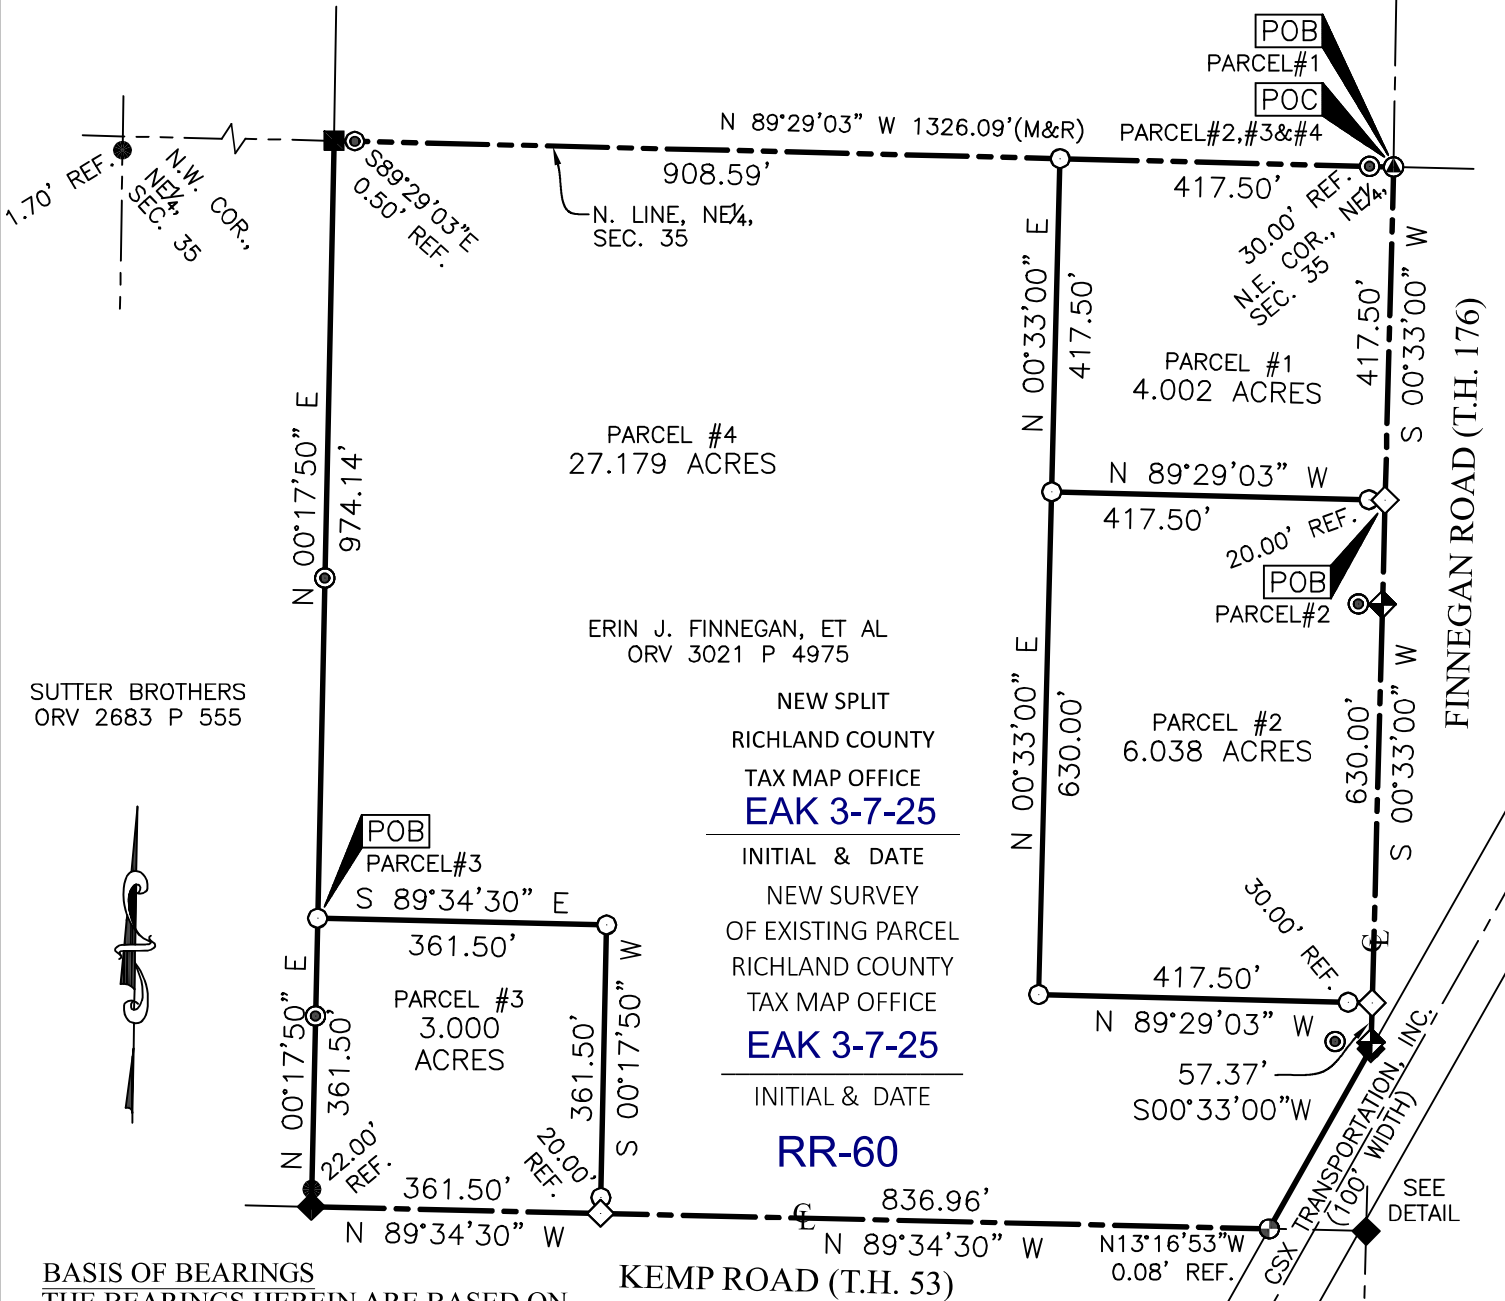 POB
PARCEL#1
POC
PARCEL#2,#3&#4
N 89°29'03" W 1326.09'(M&R)
908.59'
417.50'
N. LINE, NE¼,
SEC. 35
1.70' REF.
N.W. COR.,
NE¼,
SEC. 35
S89°29'03"E
0.50' REF.
30.00' REF.
N.E. COR., NE¼,
SEC. 35
N 00°33'00" E
417.50'
417.50'
S 00°33'00" W
PARCEL #1
4.002 ACRES
FINNEGAN ROAD (T.H. 176)
N 00°17'50" E
974.14'
PARCEL #4
27.179 ACRES
N 89°29'03" W
417.50'
20.00' REF.
POB
PARCEL#2
ERIN J. FINNEGAN, ET AL
ORV 3021 P 4975
SUTTER BROTHERS
ORV 2683 P 555
NEW SPLIT
RICHLAND COUNTY
TAX MAP OFFICE
EAK 3-7-25
INITIAL & DATE
NEW SURVEY
OF EXISTING PARCEL
RICHLAND COUNTY
TAX MAP OFFICE
EAK 3-7-25
INITIAL & DATE
RR-60
N 00°33'00" E
630.00'
PARCEL #2
6.038 ACRES
630.00'
S 00°33'00" W
POB
PARCEL#3
S 89°34'30" E
361.50'
N 00°17'50" E
361.50'
PARCEL #3
3.000
ACRES
361.50'
S 00°17'50" W
30.00' REF.
℄
417.50'
N 89°29'03" W
57.37'
S00°33'00"W
CSX TRANSPORTATION, INC.
(100' WIDTH)
22.00'
REF.
20.00'
REF.
361.50'
N 89°34'30" W
℄
836.96'
N 89°34'30" W
N13°16'53"W
0.08' REF.
SEE
DETAIL
KEMP ROAD (T.H. 53)
BASIS OF BEARINGS
THE BEARINGS HEREIN ARE BASED ON